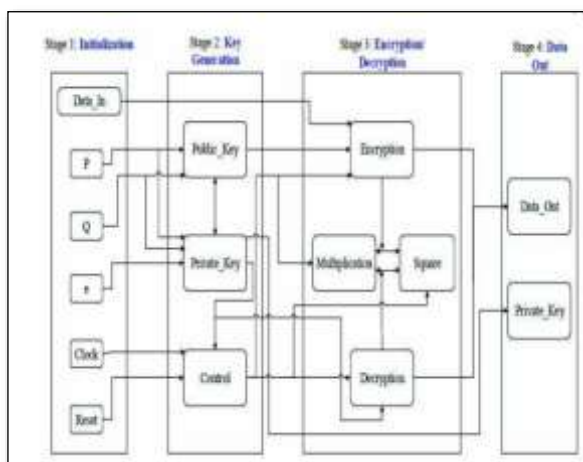 Stage 1: Initialization
Stage 2: Key
Generation
Stage 3: Encryption/
Decryption
Stage 4: Data
Out
Data_In
P
Q
e
Clock
Reset
Public_Key
Private_Key
Control
Encryption
Multiplication
Square
Decryption
Data_Out
Private_Key